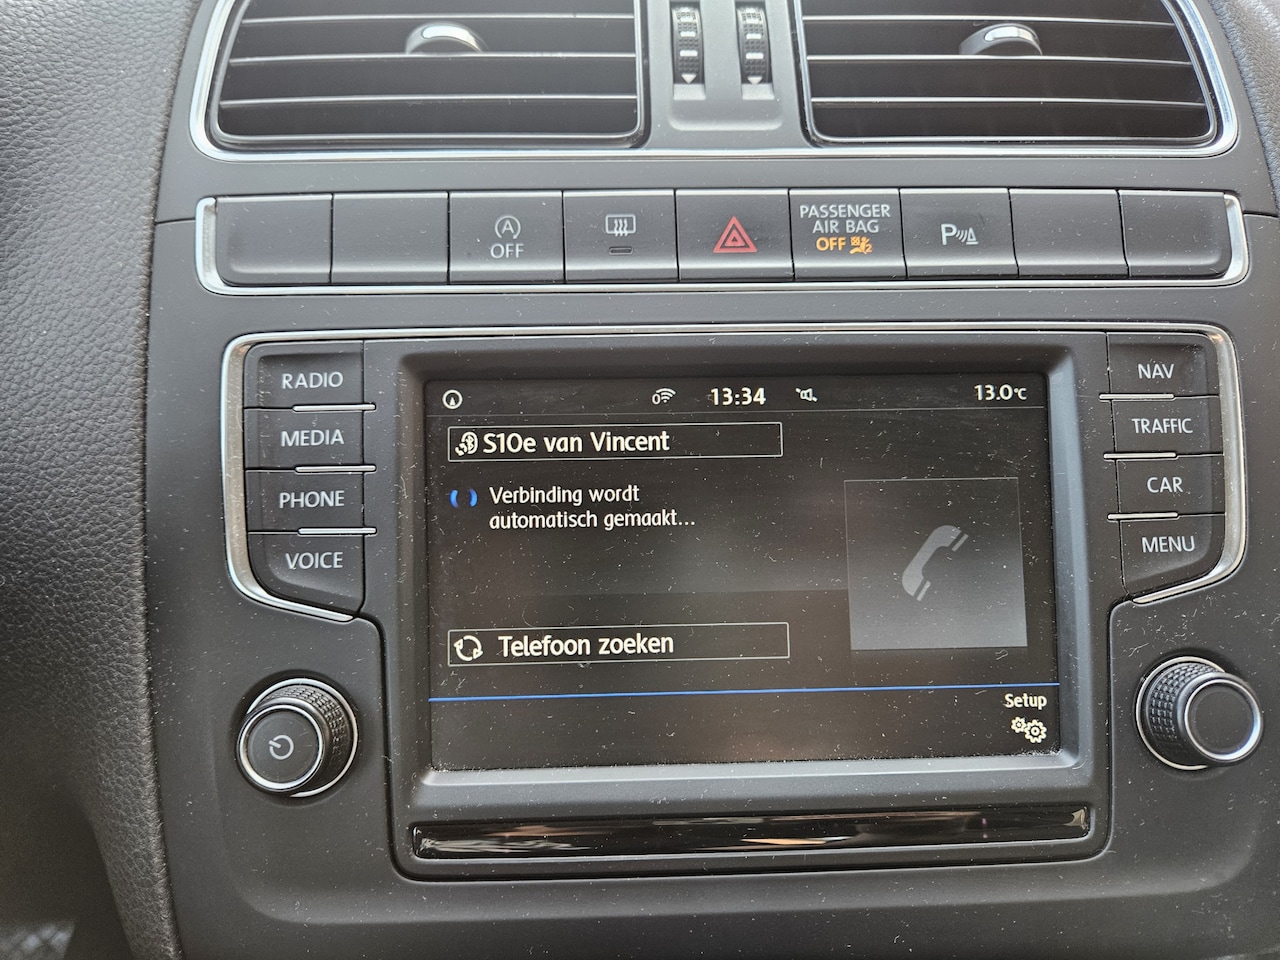 A
OFF
PASSENGER
AIR BAG
OFF
P
RADIO
MEDIA
PHONE
VOICE
NAV
TRAFFIC
CAR
MENU
0 13:34 13.0°C
S10e van Vincent
Verbinding wordt
automatisch gemaakt...
Telefoon zoeken
Setup